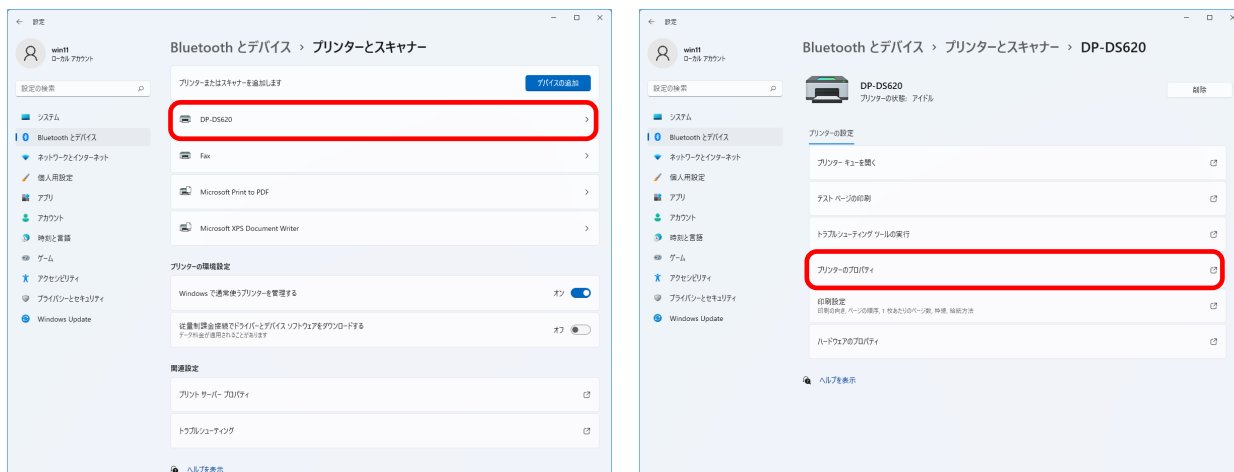 ← 設定
win11
ローカル アカウント
設定の検索
システム
Bluetooth とデバイス
ネットワークとインターネット
個人用設定
アプリ
アカウント
時刻と言語
ゲーム
アクセシビリティ
プライバシーとセキュリティ
Windows Update
Bluetooth とデバイス › プリンターとスキャナー
プリンターまたはスキャナーを追加します
デバイスの追加
DP-DS620
Fax
Microsoft Print to PDF
Microsoft XPS Document Writer
プリンターの環境設定
Windows で通常使うプリンターを管理する
オン
従量制課金接続でドライバーとデバイス ソフトウェアをダウンロードする
データ料金が適用されることがあります
オフ
関連設定
プリント サーバー プロパティ
トラブルシューティング
ヘルプを表示
← 設定
win11
ローカル アカウント
設定の検索
システム
Bluetooth とデバイス
ネットワークとインターネット
個人用設定
アプリ
アカウント
時刻と言語
ゲーム
アクセシビリティ
プライバシーとセキュリティ
Windows Update
Bluetooth とデバイス › プリンターとスキャナー › DP-DS620
DP-DS620
プリンターの状態: アイドル
削除
プリンターの設定
プリンター キューを開く
テスト ページの印刷
トラブルシューティング ツールの実行
プリンターのプロパティ
印刷設定
印刷の向き, ページの順序, 1 枚あたりのページ数, 枠線, 給紙方法
ハードウェアのプロパティ
ヘルプを表示